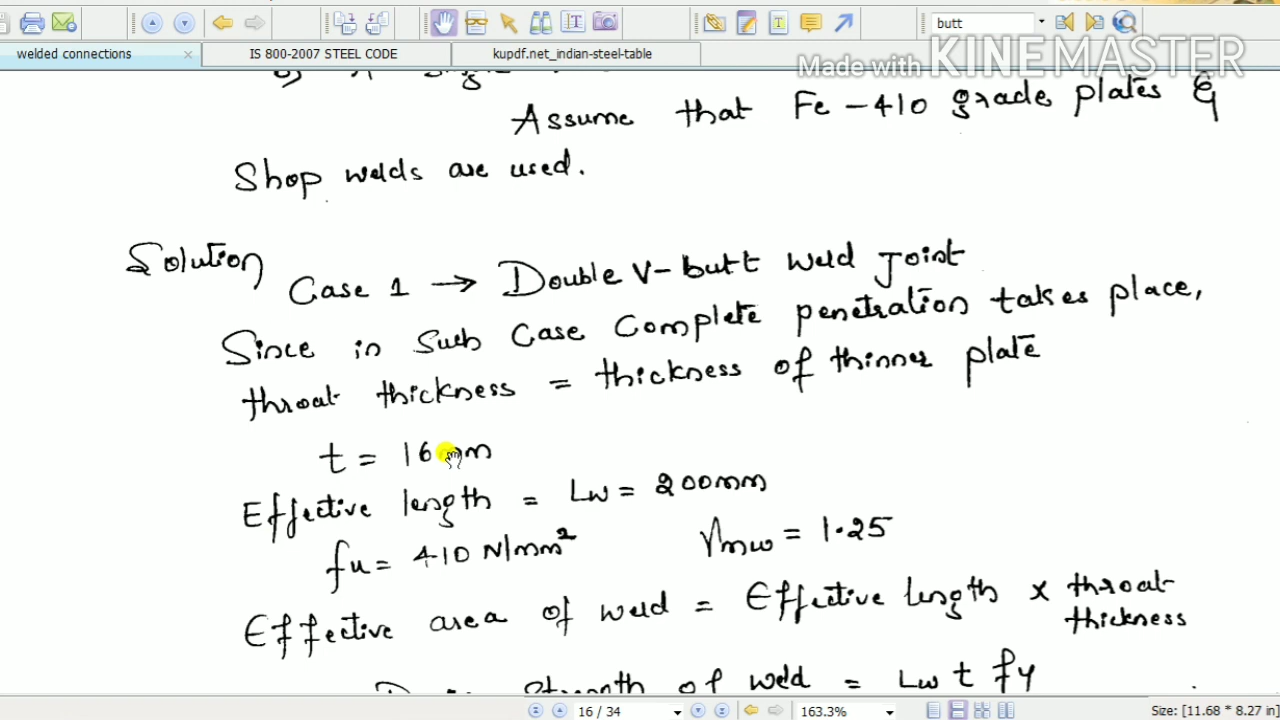 butt
welded connections × IS 800-2007 STEEL CODE kupdf.net_indian-steel-table
Made with KINEMASTER
Assume that Fe-410 grade plates &
Shop welds are used.
Solution
Case 1 → Double V-butt weld Joint
Since in such case complete penetration takes place,
throat thickness = thickness of thinner plate
t = 16mm
Effective length = Lw = 200mm
fu = 410 N/mm² γmw = 1.25
Effective area of weld = Effective length × throat
thickness
strength of weld = Lw t fy
16 / 34 163.3% Size: [11.68 * 8.27 in]